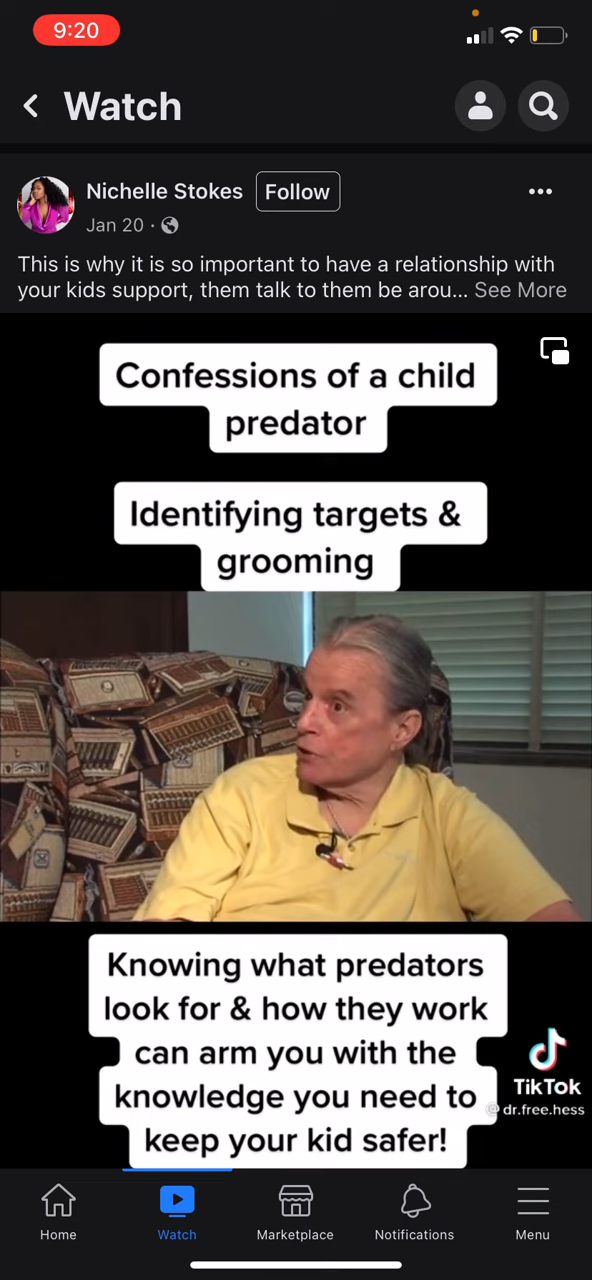 9:20
Watch
Nichelle Stokes
Follow
Jan 20 ·
This is why it is so important to have a relationship with
your kids support, them talk to them be arou... See More
Confessions of a child
predator
Identifying targets &
grooming
Knowing what predators
look for & how they work
can arm you with the
knowledge you need to
keep your kid safer!
TikTok
@dr.free.hess
Home
Watch
Marketplace
Notifications
Menu